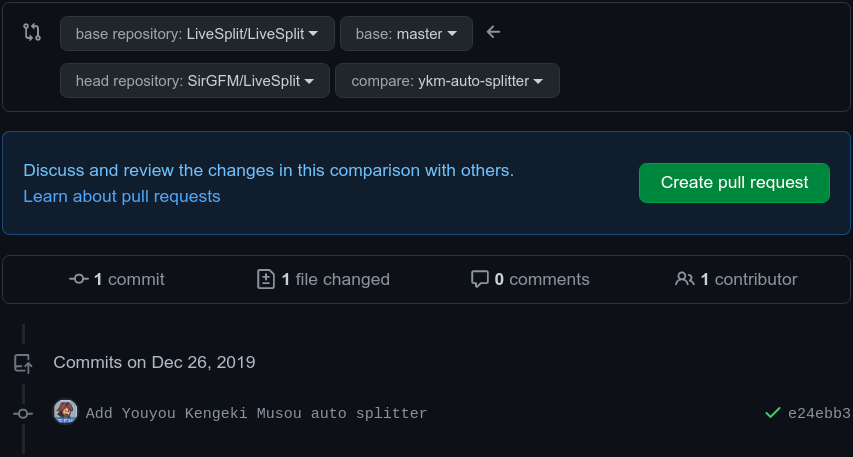 base repository: LiveSplit/LiveSplit base: master
head repository: SirGFM/LiveSplit compare: ykm-auto-splitter
Discuss and review the changes in this comparison with others.
Learn about pull requests
Create pull request
1 commit 1 file changed 0 comments 1 contributor
Commits on Dec 26, 2019
Add Youyou Kengeki Musou auto splitter e24ebb3